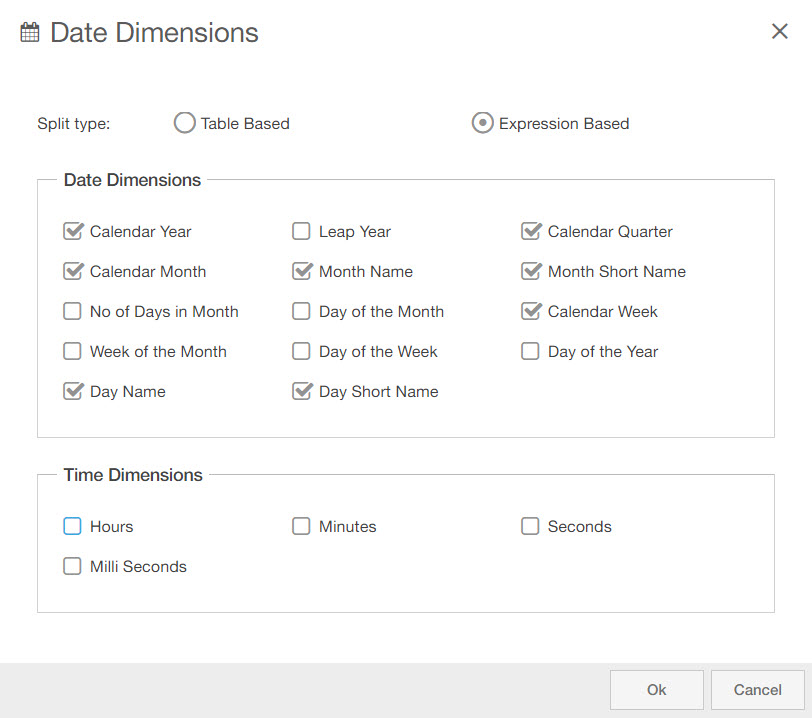 Date Dimensions
Split type: Table Based Expression Based
Date Dimensions
Calendar Year Leap Year Calendar Quarter
Calendar Month Month Name Month Short Name
No of Days in Month Day of the Month Calendar Week
Week of the Month Day of the Week Day of the Year
Day Name Day Short Name
Time Dimensions
Hours Minutes Seconds
Milli Seconds
Ok Cancel